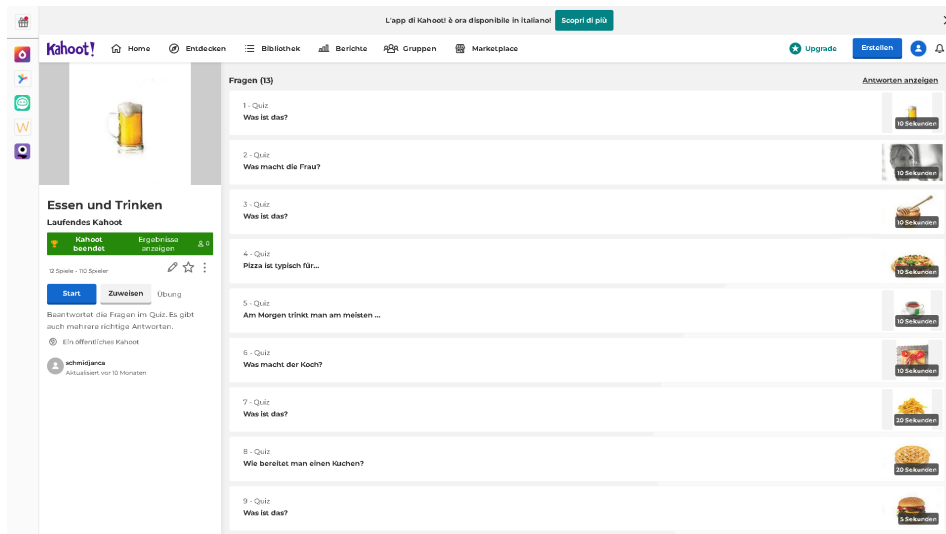 L'app di Kahoot! è ora disponibile in italiano! Scopri di più
Kahoot! Home Entdecken Bibliothek Berichte Gruppen Marketplace Upgrade Erstellen
Essen und Trinken
Laufendes Kahoot
Kahoot beendet Ergebnisse anzeigen 0
12 Spiele • 110 Spieler
Start Zuweisen Übung
Beantwortet die Fragen im Quiz. Es gibt
auch mehrere richtige Antworten.
Ein öffentliches Kahoot
schmidjanca
Aktualisiert vor 10 Monaten
Fragen (13) Antworten anzeigen
1 - Quiz
Was ist das?
10 Sekunden
2 - Quiz
Was macht die Frau?
10 Sekunden
3 - Quiz
Was ist das?
10 Sekunden
4 - Quiz
Pizza ist typisch für...
10 Sekunden
5 - Quiz
Am Morgen trinkt man am meisten ...
10 Sekunden
6 - Quiz
Was macht der Koch?
10 Sekunden
7 - Quiz
Was ist das?
20 Sekunden
8 - Quiz
Wie bereitet man einen Kuchen?
20 Sekunden
9 - Quiz
Was ist das?
5 Sekunden